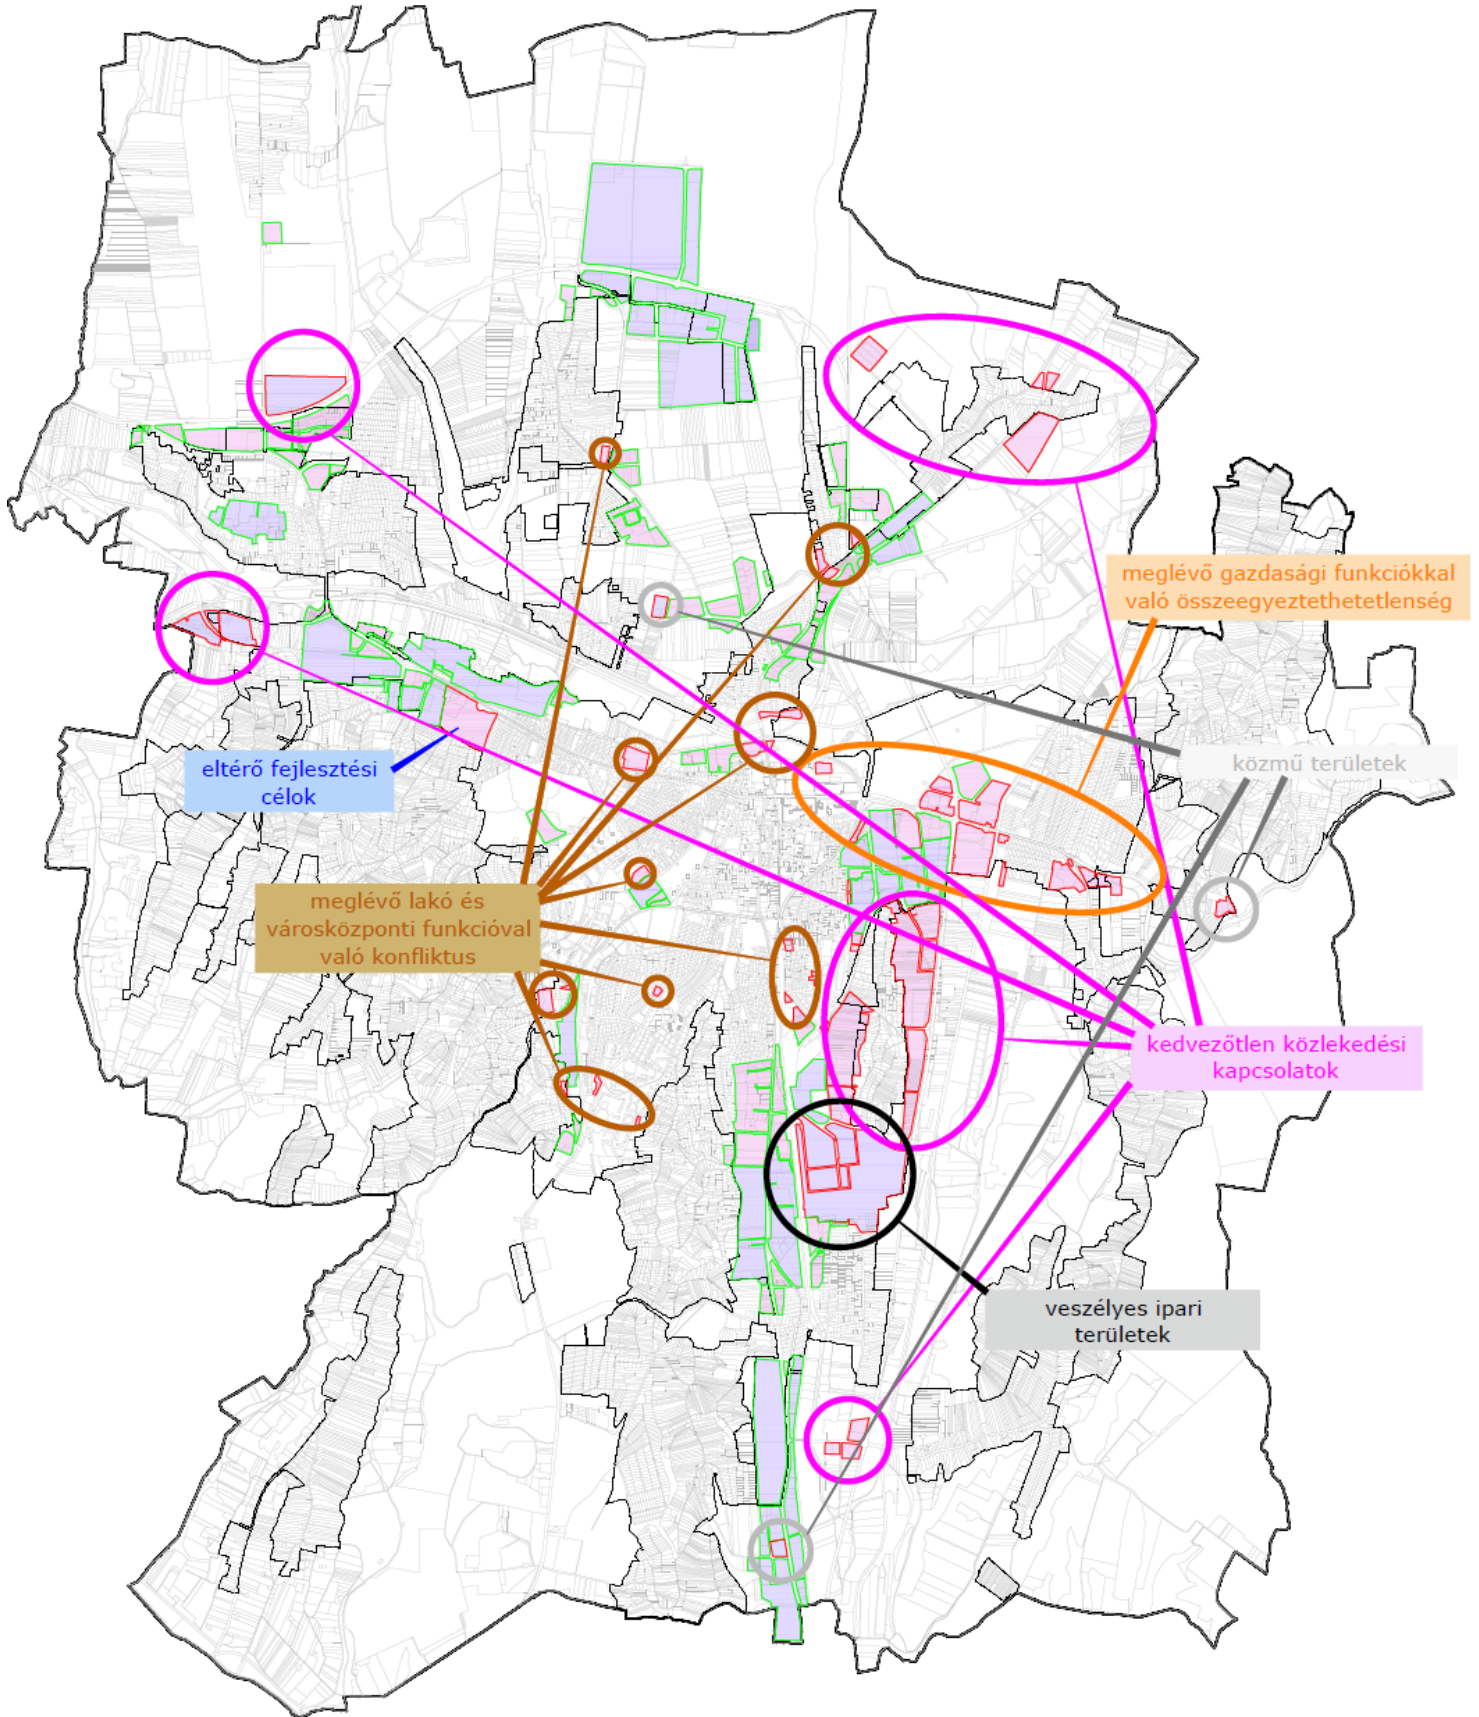 meglévő gazdasági funkciókkal
való összeegyeztethetetlenség
eltérő fejlesztési
célok
közmű területek
meglévő lakó és
városközponti funkcióval
való konfliktus
kedvezőtlen közlekedési
kapcsolatok
veszélyes ipari
területek